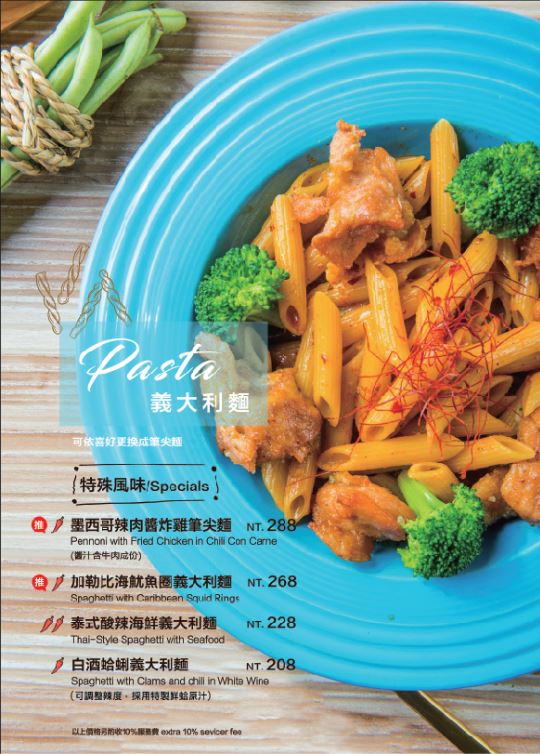 Pasta
義大利麵
可依喜好更換成筆尖麵
特殊風味/Specials
推 墨西哥辣肉醬炸雞筆尖麵 NT. 288
Pennoni with Fried Chicken in Chili Con Carne
(醬汁含牛肉成份)
推 加勒比海魷魚圈義大利麵 NT. 268
Spaghetti with Caribbean Squid Rings
泰式酸辣海鮮義大利麵 NT. 228
Thai-Style Spaghetti with Seafood
白酒蛤蜊義大利麵 NT. 208
Spaghetti with Clams and chili in White Wine
(可調整辣度，採用特製鮮蛤原汁)
以上價格另酌收10%服務費 extra 10% sevicer fee